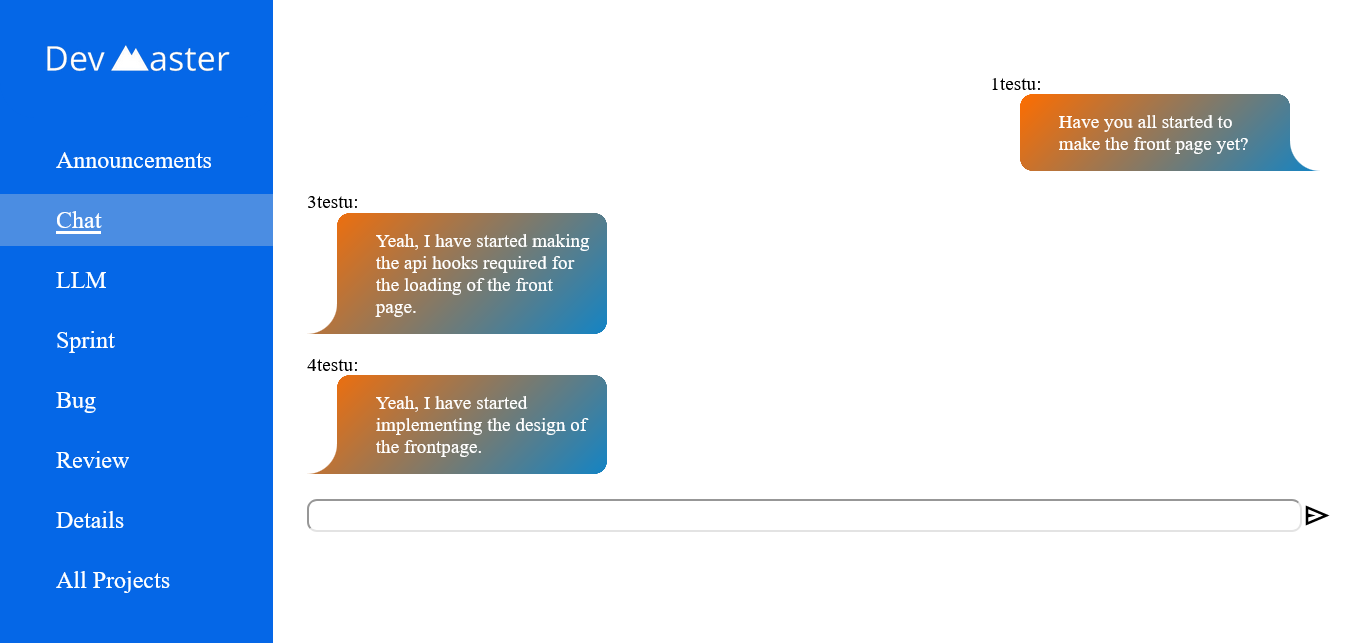 Dev Master
Announcements
Chat
LLM
Sprint
Bug
Review
Details
All Projects
1testu:
Have you all started to
make the front page yet?
3testu:
Yeah, I have started making
the api hooks required for
the loading of the front
page.
4testu:
Yeah, I have started
implementing the design of
the frontpage.